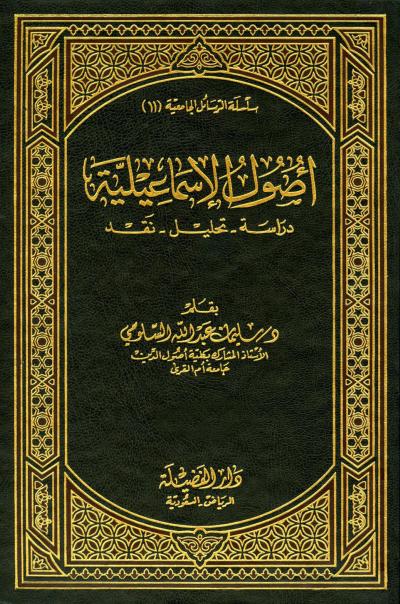 سلسلة الرسائل الجامعية (١١)
أصول الإسماعيلية
دراسة - تحليل - نقد
بقلم
د. سليمان عبد الله السلومي
الأستاذ المشارك بكلية أصول الدين
جامعة أم القرى
دار الفضيلة
الرياض - السعودية